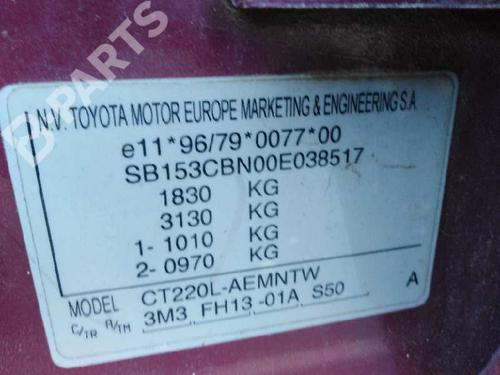 B-PARTS
N.V. TOYOTA MOTOR EUROPE MARKETING & ENGINEERING S.A.
e11*96/79*0077*00
SB153CBN00E038517
1830 KG
3130 KG
1- 1010 KG
2- 0970 KG
MODEL CT220L-AEMNTW
C/TR A/TM 3M3 FH13 -01A S50 A